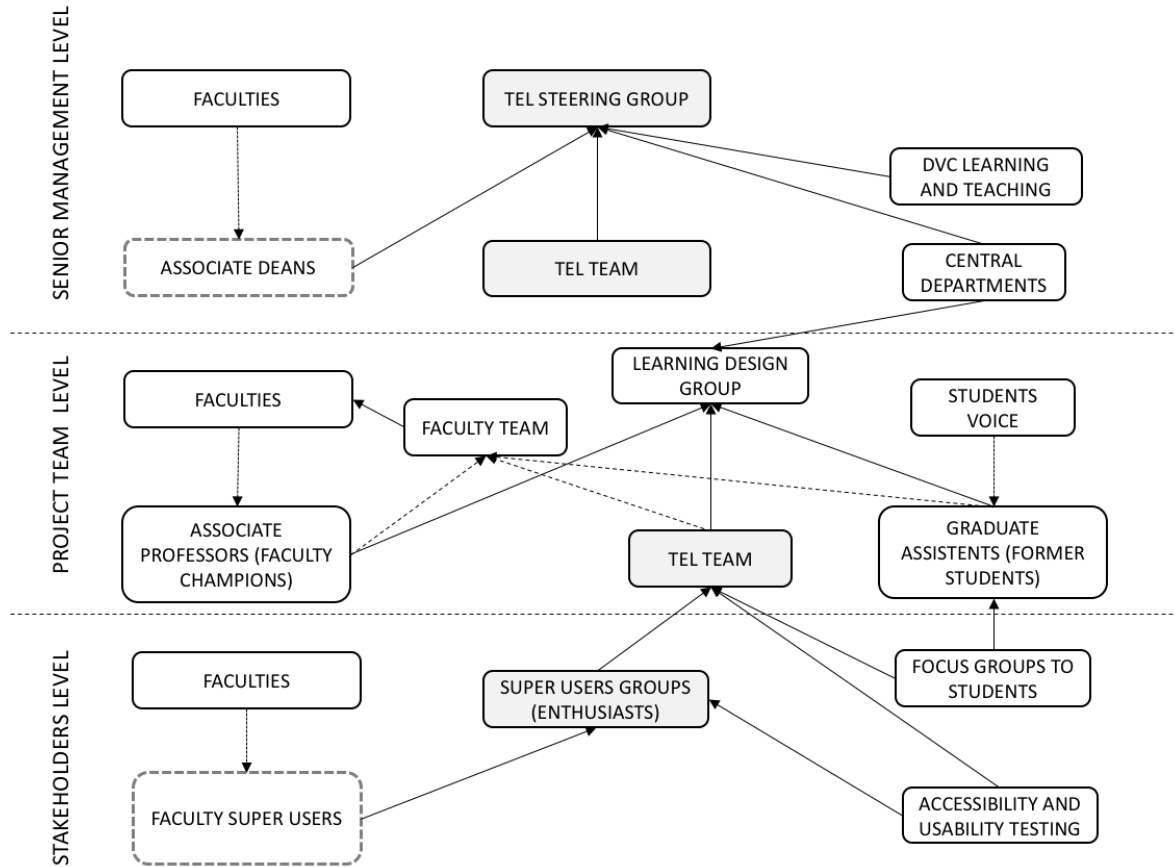 SENIOR MANAGEMENT LEVEL
FACULTIES
TEL STEERING GROUP
DVC LEARNING
AND TEACHING
ASSOCIATE DEANS
TEL TEAM
CENTRAL
DEPARTMENTS
PROJECT TEAM LEVEL
FACULTIES
FACULTY TEAM
LEARNING DESIGN
GROUP
STUDENTS
VOICE
ASSOCIATE
PROFESSORS (FACULTY
CHAMPIONS)
TEL TEAM
GRADUATE
ASSISTENTS (FORMER
STUDENTS)
STAKEHOLDERS LEVEL
FACULTIES
SUPER USERS GROUPS
(ENTHUSIASTS)
FOCUS GROUPS TO
STUDENTS
FACULTY SUPER USERS
ACCESSIBILITY AND
USABILITY TESTING